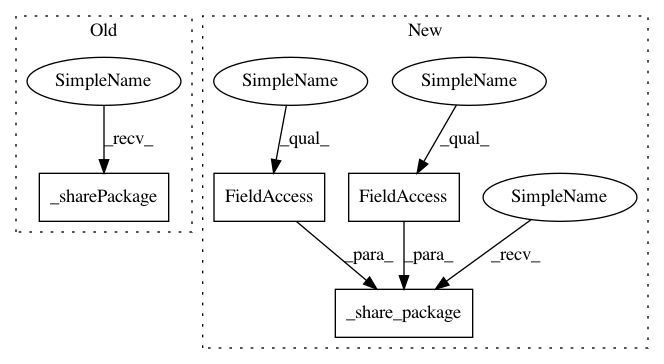 Old
New
SimpleName
SimpleName
SimpleName
_recv_
_qual_
_qual_
_sharePackage
FieldAccess
FieldAccess
SimpleName
_para_
_para_
_recv_
_share_package